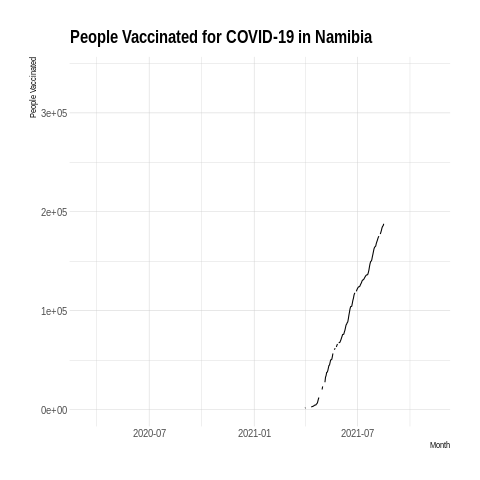 People Vaccinated for COVID-19 in Namibia
People Vaccinated
3e+05
2e+05
1e+05
0e+00
2020-07 2021-01 2021-07
Month